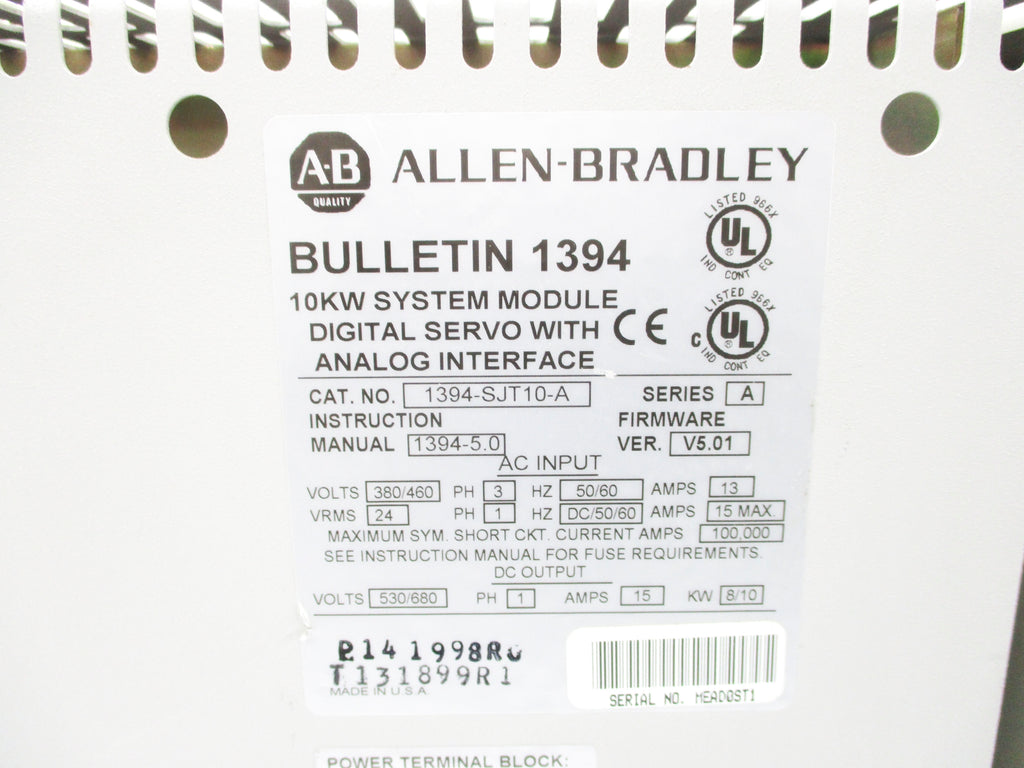 A-B
QUALITY
ALLEN-BRADLEY
LISTED 966X
UL
®
IND CONT EQ
BULLETIN 1394
10KW SYSTEM MODULE
DIGITAL SERVO WITH
ANALOG INTERFACE
CE
LISTED 966X
C UL
®
IND CONT EQ
CAT. NO. 1394-SJT10-A SERIES A
INSTRUCTION FIRMWARE
MANUAL 1394-5.0 VER. V5.01
AC INPUT
VOLTS 380/460 PH 3 HZ 50/60 AMPS 13
VRMS 24 PH 1 HZ DC/50/60 AMPS 15 MAX.
MAXIMUM SYM. SHORT CKT. CURRENT AMPS 100,000
SEE INSTRUCTION MANUAL FOR FUSE REQUIREMENTS.
DC OUTPUT
VOLTS 530/680 PH 1 AMPS 15 KW 8/10
T131899R1
MADE IN U.S.A.
SERIAL NO. MEAD0ST1
POWER TERMINAL BLOCK: